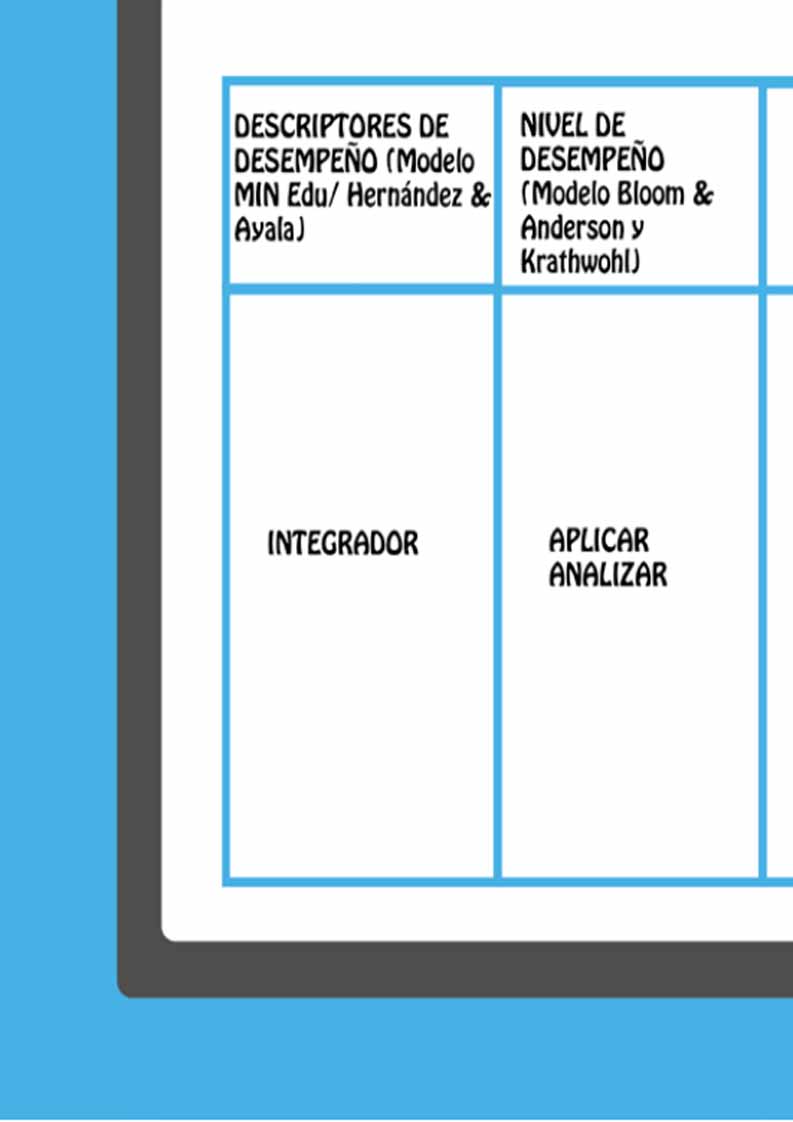 DESCRIPTORES DE
DESEMPEÑO (Modelo
MIN Edu/ Hernández &
Ayala)
NIVEL DE
DESEMPEÑO
(Modelo Bloom &
Anderson y
Krathwohl)
INTEGRADOR
APLICAR
ANALIZAR